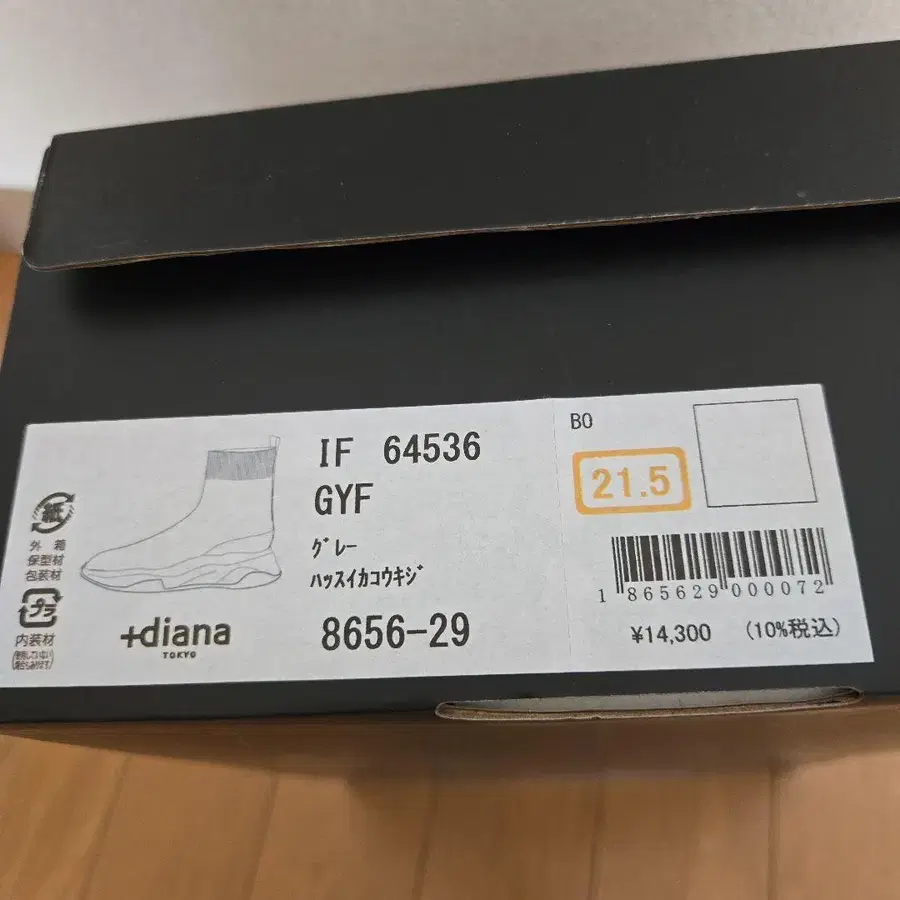 IF 64536
GYF
グレー
ハッスイカコウキジ
8656-29
BO
21.5
1 865629 000072
¥14,300 (10%税込)
紙
外箱
保型材
包装材
プラ
内装材
+diana
TOKYO